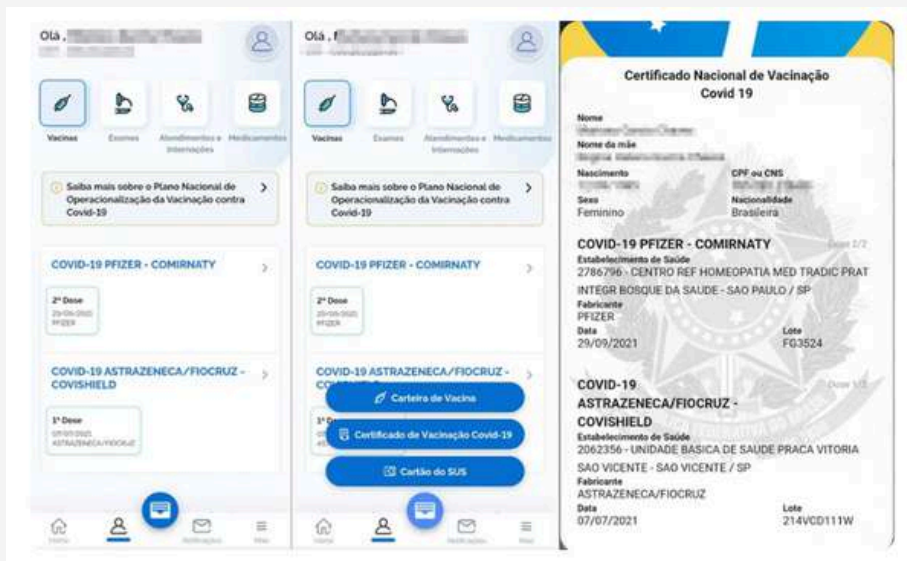 Olá ,
Vacinas
Exames
Atendimentos e Internações
Medicamentos
Saiba mais sobre o Plano Nacional de
Operacionalização da Vacinação contra
Covid-19
COVID-19 PFIZER - COMIRNATY
2ª Dose
PFIZER
COVID-19 ASTRAZENECA/FIOCRUZ -
COVISHIELD
1ª Dose
07/07/2021
ASTRAZENECA/FIOCRUZ
Olá ,
Vacinas
Exames
Atendimentos e Internações
Medicamentos
Saiba mais sobre o Plano Nacional de
Operacionalização da Vacinação contra
Covid-19
COVID-19 PFIZER - COMIRNATY
2ª Dose
PFIZER
COVID-19 ASTRAZENECA/FIOCRUZ -
Carteira de Vacina
Certificado de Vacinação Covid-19
Cartão do SUS
Certificado Nacional de Vacinação
Covid 19
Nome
Nome da mãe
Nascimento
CPF ou CNS
Sexo
Nacionalidade
Feminino
Brasileira
COVID-19 PFIZER - COMIRNATY
Dose 2/2
Estabelecimento de Saúde
2786796 - CENTRO REF HOMEOPATIA MED TRADIC PRAT
INTEGR BOSQUE DA SAUDE - SAO PAULO / SP
Fabricante
PFIZER
Data
Lote
29/09/2021
FG3524
COVID-19
Dose 1/2
ASTRAZENECA/FIOCRUZ -
COVISHIELD
Estabelecimento de Saúde
2062356 - UNIDADE BASICA DE SAUDE PRACA VITORIA
SAO VICENTE - SAO VICENTE / SP
Fabricante
ASTRAZENECA/FIOCRUZ
Data
Lote
07/07/2021
214VCD111W